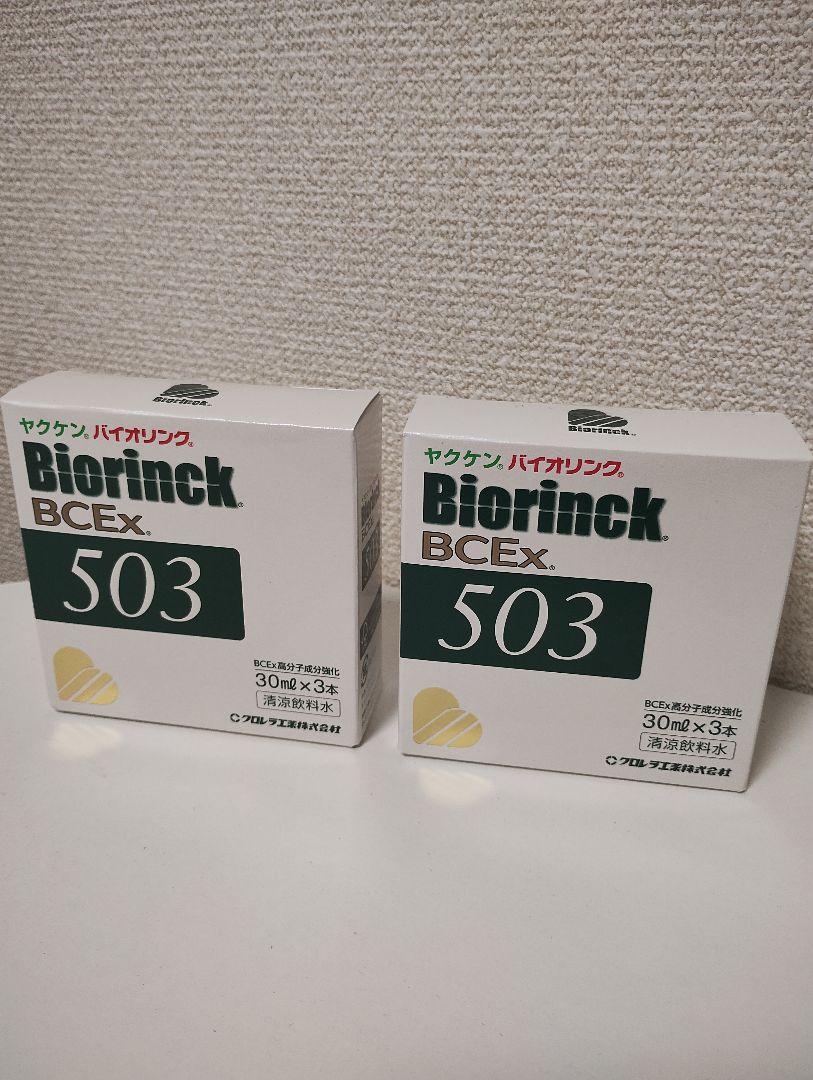 Biorinck
ヤクケン® バイオリンク®
Biorinck®
BCEx®
503
BCEx高分子成分強化
30㎖×3本
清涼飲料水
クロレラ工業株式会社
Biorinck
ヤクケン® バイオリンク®
Biorinck®
BCEx®
503
BCEx高分子成分強化
30㎖×3本
清涼飲料水
クロレラ工業株式会社